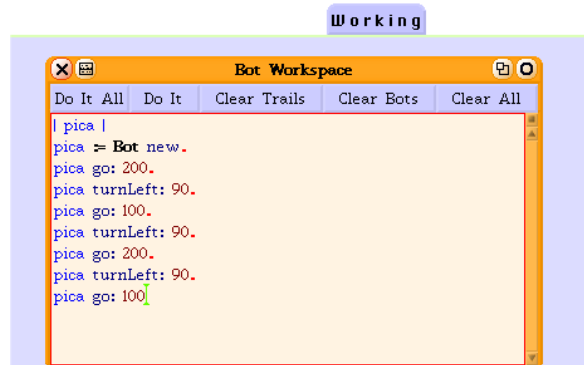 Working
Bot Workspace
Do It All Do It Clear Trails Clear Bots Clear All
| pica |
pica := Bot new.
pica go: 200.
pica turnLeft: 90.
pica go: 100.
pica turnLeft: 90.
pica go: 200.
pica turnLeft: 90.
pica go: 100